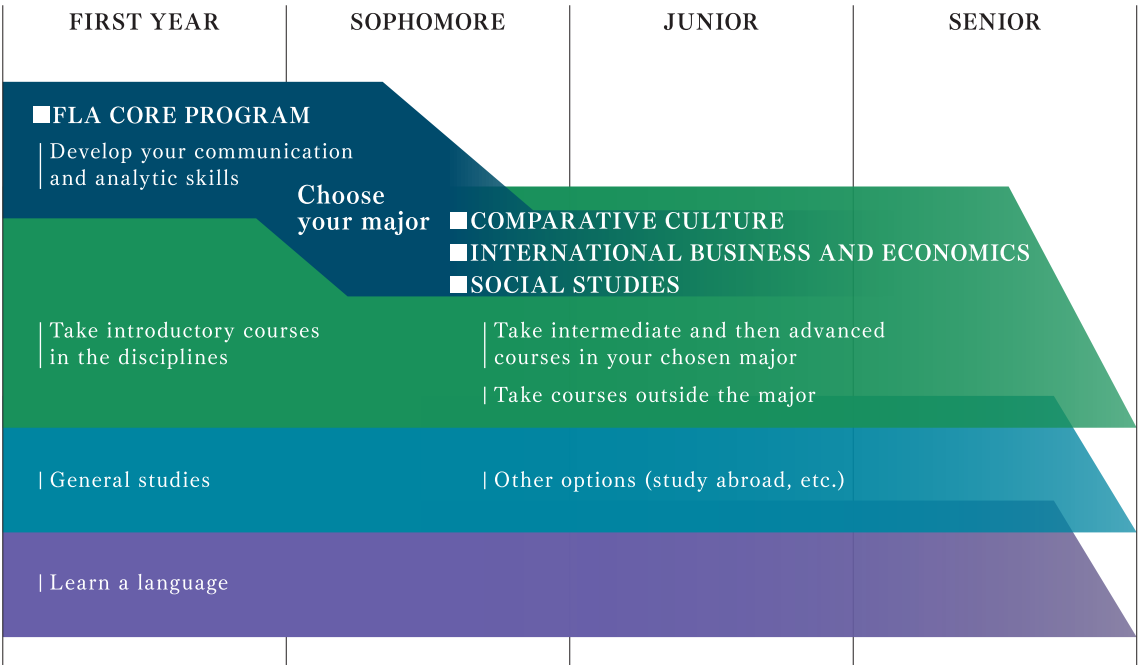 FIRST YEAR
SOPHOMORE
JUNIOR
SENIOR
■FLA CORE PROGRAM
Develop your communication
and analytic skills
Choose
your major
■COMPARATIVE CULTURE
■INTERNATIONAL BUSINESS AND ECONOMICS
■SOCIAL STUDIES
Take introductory courses
in the disciplines
Take intermediate and then advanced
courses in your chosen major
Take courses outside the major
General studies
Other options (study abroad, etc.)
Learn a language